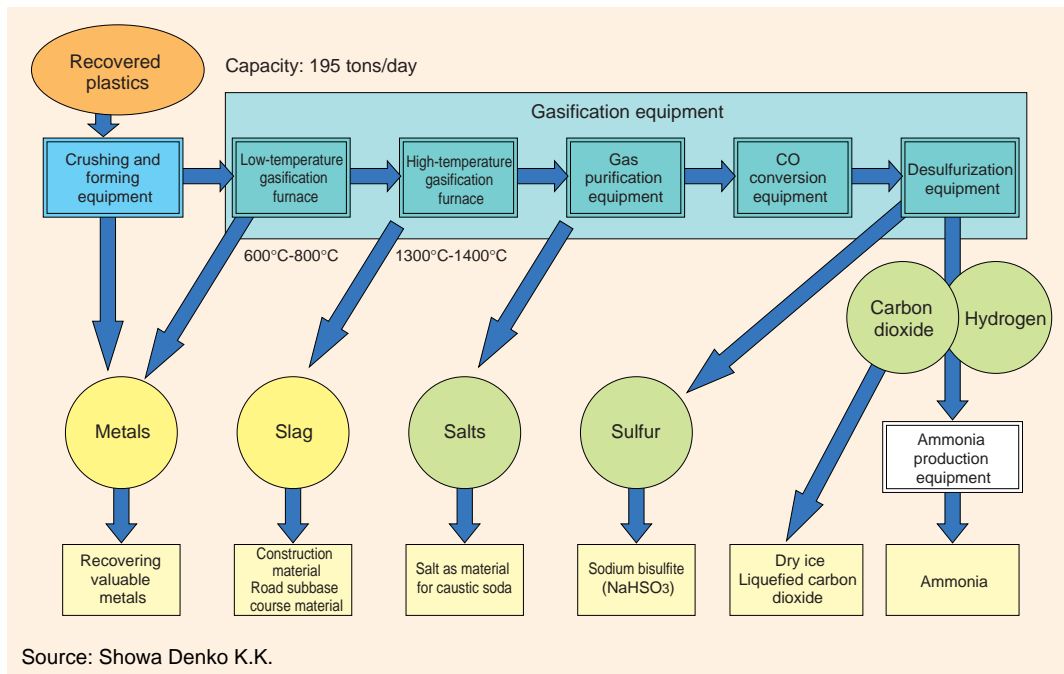 Recovered
plastics
Capacity: 195 tons/day
Gasification equipment
Crushing and
forming
equipment
Low-temperature
gasification
furnace
High-temperature
gasification
furnace
Gas
purification
equipment
CO
conversion
equipment
Desulfurization
equipment
600°C-800°C
1300°C-1400°C
Carbon
dioxide
Hydrogen
Metals
Slag
Salts
Sulfur
Ammonia
production
equipment
Recovering
valuable
metals
Construction
material
Road subbase
course material
Salt as material
for caustic soda
Sodium bisulfite
(NaHSO3)
Dry ice
Liquefied carbon
dioxide
Ammonia
Source: Showa Denko K.K.